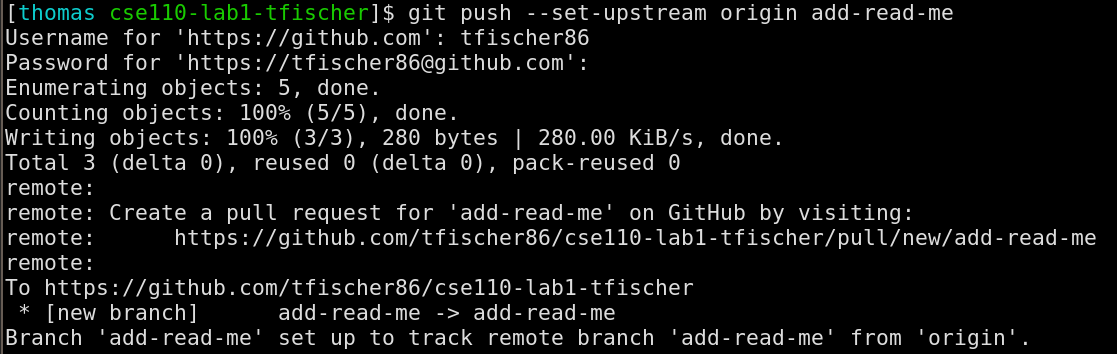 [thomas cse110-lab1-tfischer]$ git push --set-upstream origin add-read-me
Username for 'https://github.com': tfischer86
Password for 'https://tfischer86@github.com':
Enumerating objects: 5, done.
Counting objects: 100% (5/5), done.
Writing objects: 100% (3/3), 280 bytes | 280.00 KiB/s, done.
Total 3 (delta 0), reused 0 (delta 0), pack-reused 0
remote:
remote: Create a pull request for 'add-read-me' on GitHub by visiting:
remote:      https://github.com/tfischer86/cse110-lab1-tfischer/pull/new/add-read-me
remote:
To https://github.com/tfischer86/cse110-lab1-tfischer
 * [new branch]      add-read-me -> add-read-me
Branch 'add-read-me' set up to track remote branch 'add-read-me' from 'origin'.